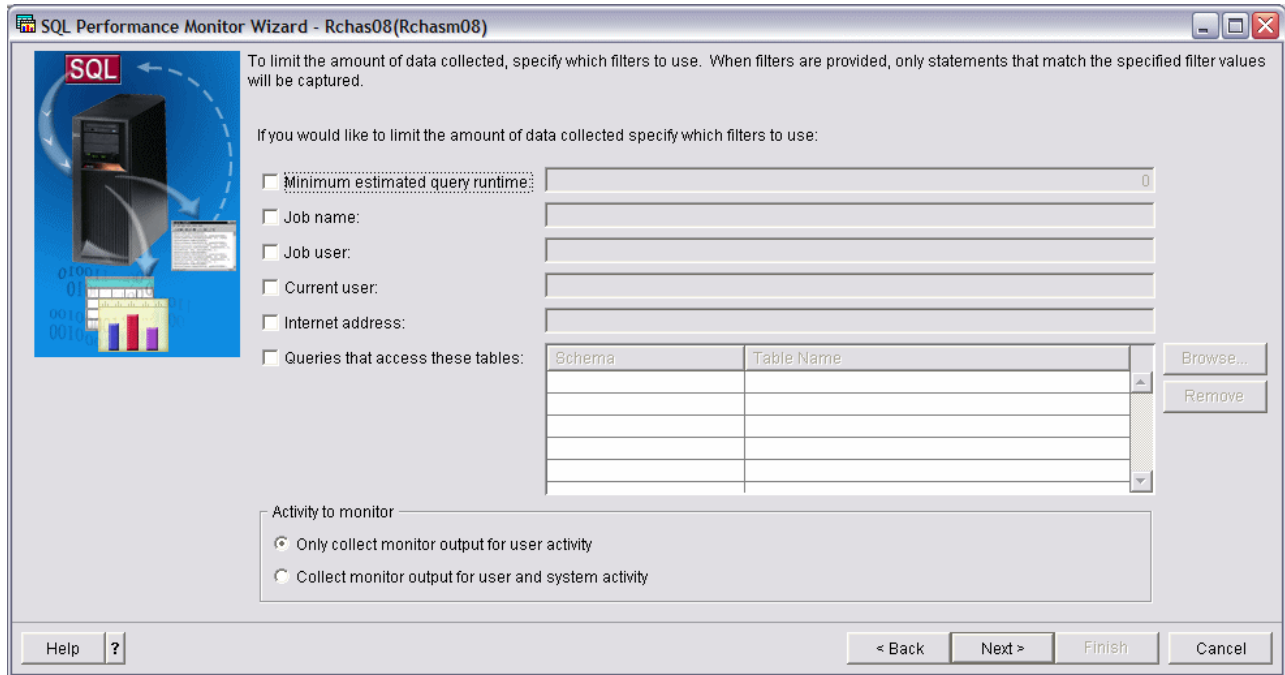 SQL Performance Monitor Wizard - Rchas08(Rchasm08)
SQL
To limit the amount of data collected, specify which filters to use. When filters are provided, only statements that match the specified filter values
will be captured.
If you would like to limit the amount of data collected specify which filters to use:
Minimum estimated query runtime: 0
Job name:
Job user:
Current user:
Internet address:
Queries that access these tables: Schema Table Name Browse...
Remove
Activity to monitor
Only collect monitor output for user activity
Collect monitor output for user and system activity
Help ? < Back Next > Finish Cancel